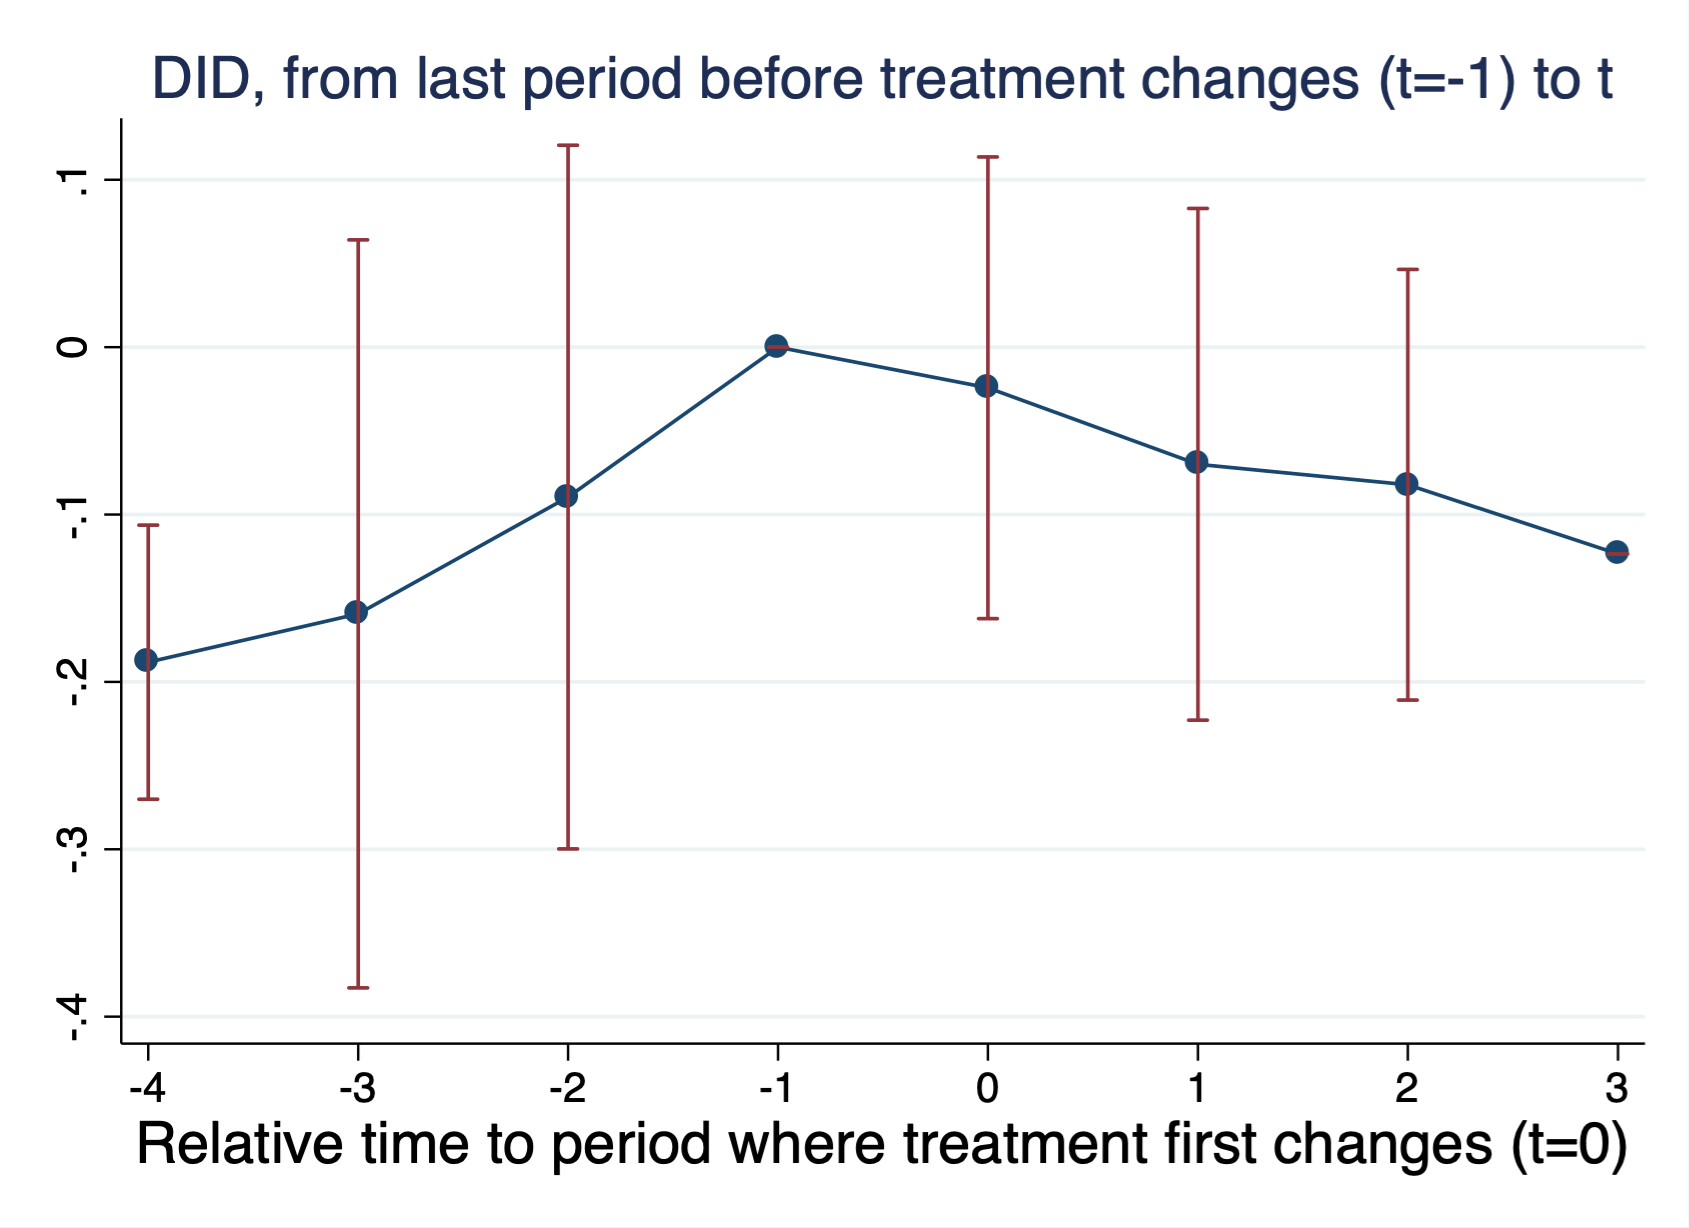 DID, from last period before treatment changes (t=-1) to t
.1
0
-.1
-.2
-.3
-.4
-4 -3 -2 -1 0 1 2 3
Relative time to period where treatment first changes (t=0)